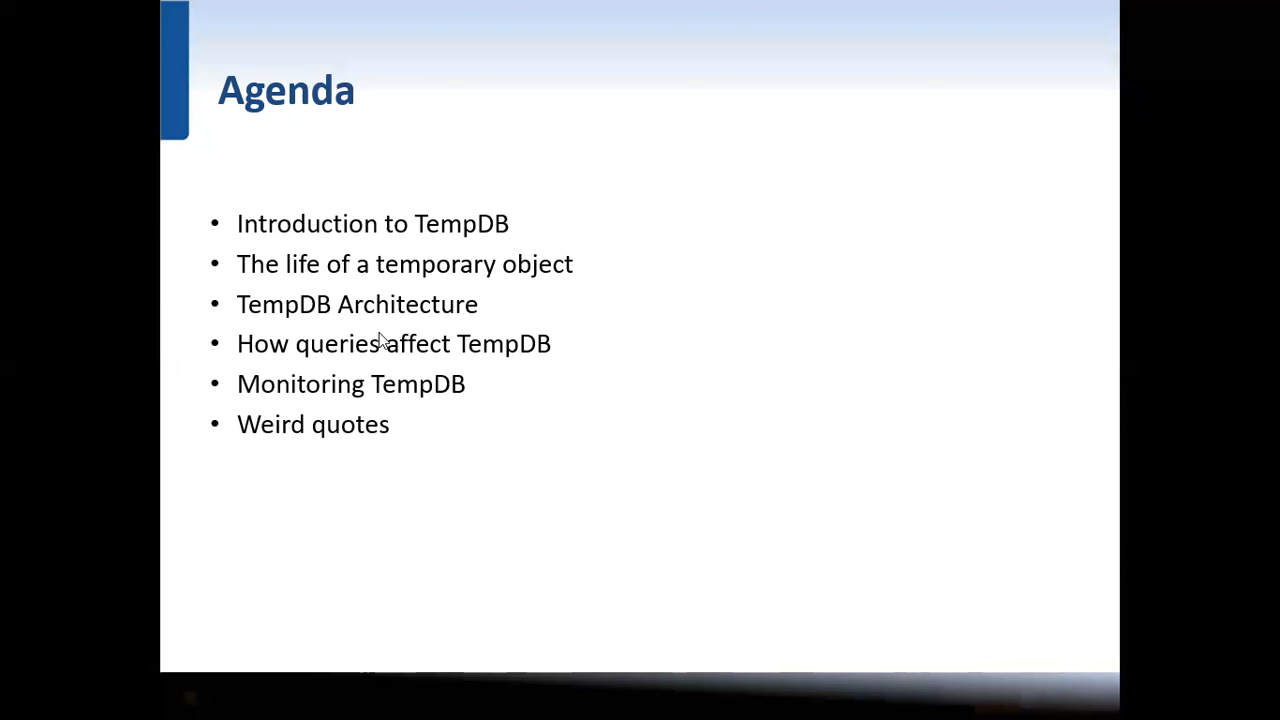 Agenda
• Introduction to TempDB
• The life of a temporary object
• TempDB Architecture
• How queries affect TempDB
• Monitoring TempDB
• Weird quotes